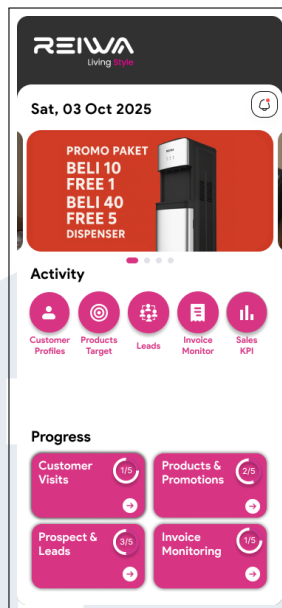 REIWA
Living Style
Sat, 03 Oct 2025
PROMO PAKET
BELI 10
FREE 1
BELI 40
FREE 5
DISPENSER
Activity
Customer Profiles
Products Target
Leads
Invoice Monitor
Sales KPI
Progress
Customer Visits
1/5
Products & Promotions
2/5
Prospect & Leads
3/5
Invoice Monitoring
1/5